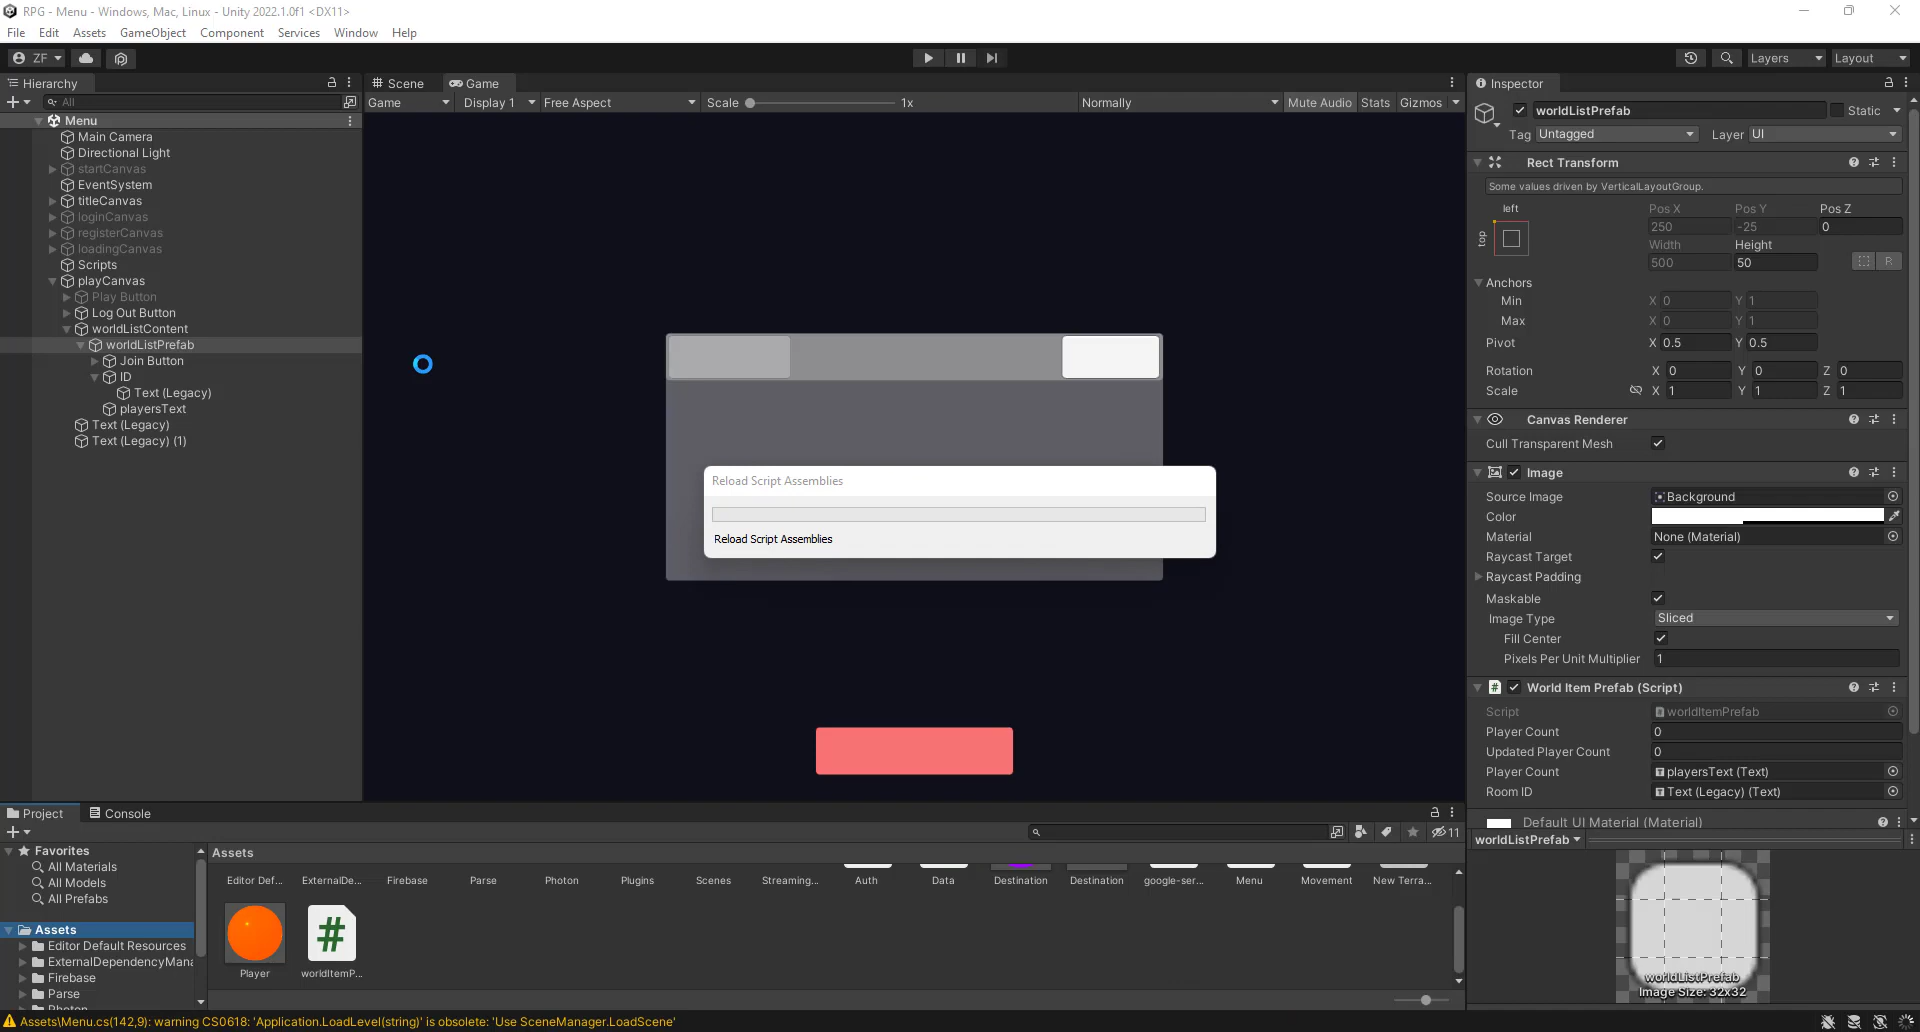 RPG - Menu - Windows, Mac, Linux - Unity 2022.1.0f1 <DX11>
File Edit Assets GameObject Component Services Window Help
ZF Layers Layout
Hierarchy
All
Menu
Main Camera
Directional Light
startCanvas
EventSystem
titleCanvas
loginCanvas
registerCanvas
loadingCanvas
Scripts
playCanvas
Play Button
Log Out Button
worldListContent
worldListPrefab
Join Button
ID
Text (Legacy)
playersText
Text (Legacy)
Text (Legacy) (1)
Scene Game
Game Display 1 Free Aspect Scale 1x Normally Mute Audio Stats Gizmos
Reload Script Assemblies
Reload Script Assemblies
Inspector
worldListPrefab Static
Tag Untagged Layer UI
Rect Transform
Some values driven by VerticalLayoutGroup.
left Pos X Pos Y Pos Z
top 250 -25 0
Width Height
500 50 R
Anchors
Min X 0 Y 1
Max X 0 Y 1
Pivot X 0.5 Y 0.5
Rotation X 0 Y 0 Z 0
Scale X 1 Y 1 Z 1
Canvas Renderer
Cull Transparent Mesh
Image
Source Image Background
Color
Material None (Material)
Raycast Target
Raycast Padding
Maskable
Image Type Sliced
Fill Center
Pixels Per Unit Multiplier 1
# World Item Prefab (Script)
Script worldItemPrefab
Player Count 0
Updated Player Count 0
Player Count playersText (Text)
Room ID Text (Legacy) (Text)
Default UI Material (Material)
worldListPrefab
worldListPrefab
Image Size: 32x32
Project Console
11
Favorites
All Materials
All Models
All Prefabs
Assets
Editor Default Resources
ExternalDependencyMana
Firebase
Parse
Photon
Assets
Editor Def... ExternalDe... Firebase Parse Photon Plugins Scenes Streaming... Auth Data Destination Destination google-ser... Menu Movement New Terra...
#
Player worldItemP...
Assets\Menu.cs(142,9): warning CS0618: 'Application.LoadLevel(string)' is obsolete: 'Use SceneManager.LoadScene'